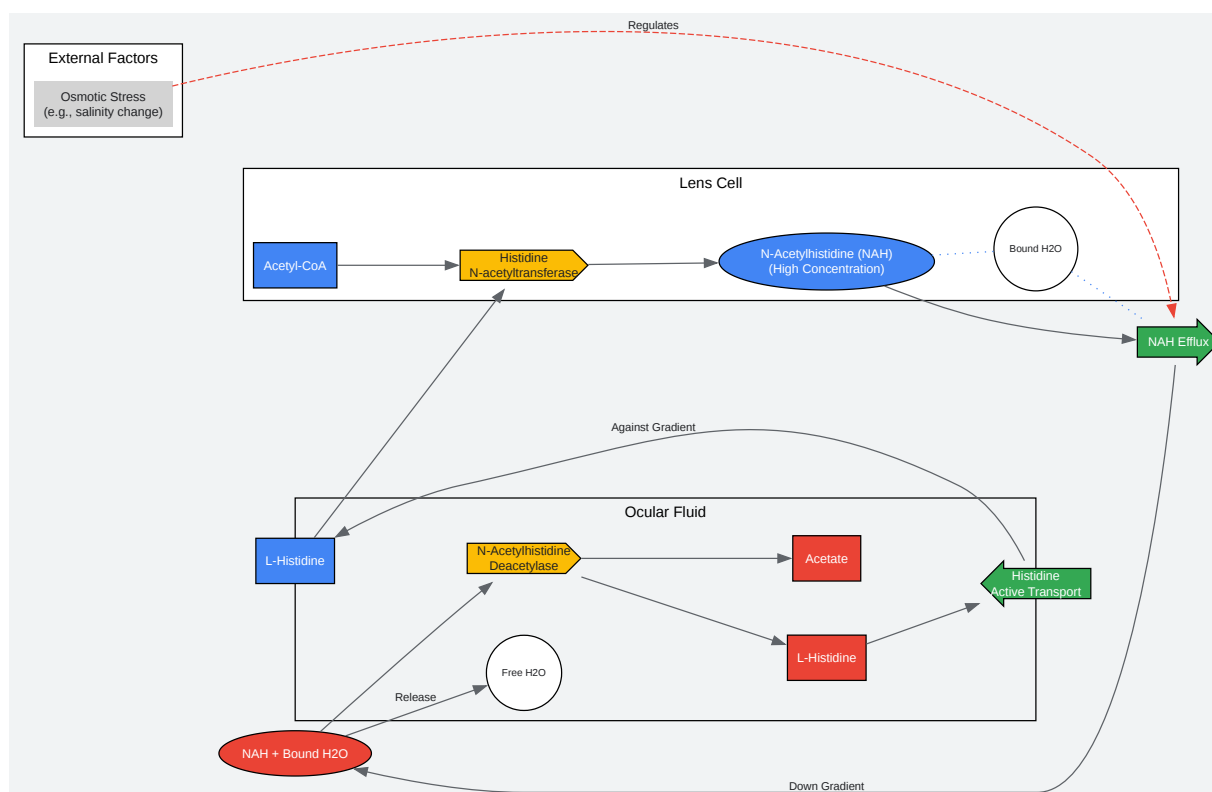 Regulates
External Factors
Osmotic Stress
(e.g., salinity change)
Lens Cell
Acetyl-CoA
Histidine
N-acetyltransferase
N-Acetylhistidine (NAH)
(High Concentration)
Bound H2O
NAH Efflux
Against Gradient
Ocular Fluid
L-Histidine
N-Acetylhistidine
Deacetylase
Acetate
Histidine
Active Transport
L-Histidine
Free H2O
Release
NAH + Bound H2O
Down Gradient